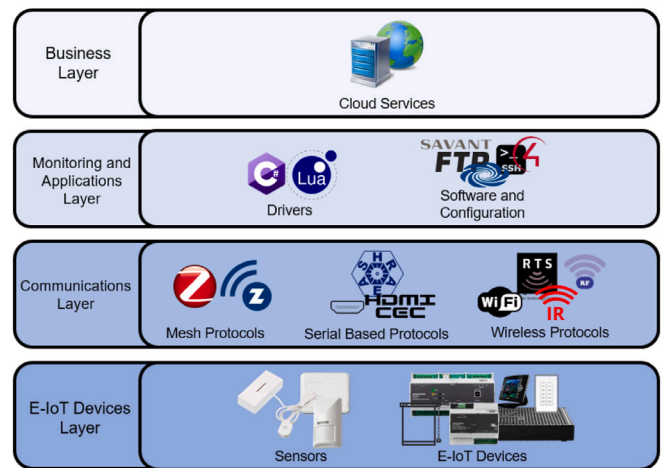 Business
Layer
Cloud Services
Monitoring and
Applications
Layer
C#
Lua
Drivers
SAVANT
FTP
>_
SSH
4
Software and
Configuration
Communications
Layer
Z
Z
Mesh Protocols
HDMI
CEC
Serial Based Protocols
RTS
RF
WiFi
IR
Wireless Protocols
E-IoT Devices
Layer
Sensors
E-IoT Devices